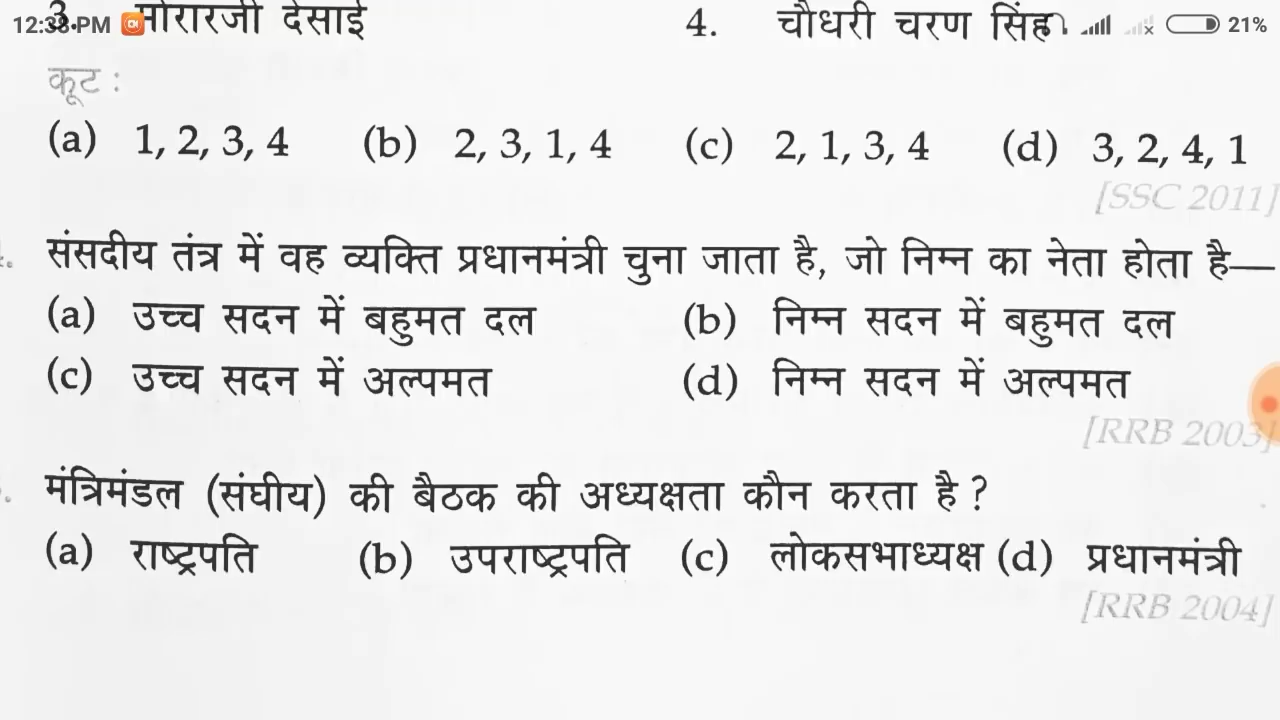 12:38 PM 21%
3. मोरारजी देसाई 4. चौधरी चरण सिंह
कूट :
(a) 1, 2, 3, 4 (b) 2, 3, 1, 4 (c) 2, 1, 3, 4 (d) 3, 2, 4, 1
[SSC 2011]
संसदीय तंत्र में वह व्यक्ति प्रधानमंत्री चुना जाता है, जो निम्न का नेता होता है—
(a) उच्च सदन में बहुमत दल (b) निम्न सदन में बहुमत दल
(c) उच्च सदन में अल्पमत (d) निम्न सदन में अल्पमत
[RRB 2003]
मंत्रिमंडल (संघीय) की बैठक की अध्यक्षता कौन करता है ?
(a) राष्ट्रपति (b) उपराष्ट्रपति (c) लोकसभाध्यक्ष (d) प्रधानमंत्री
[RRB 2004]